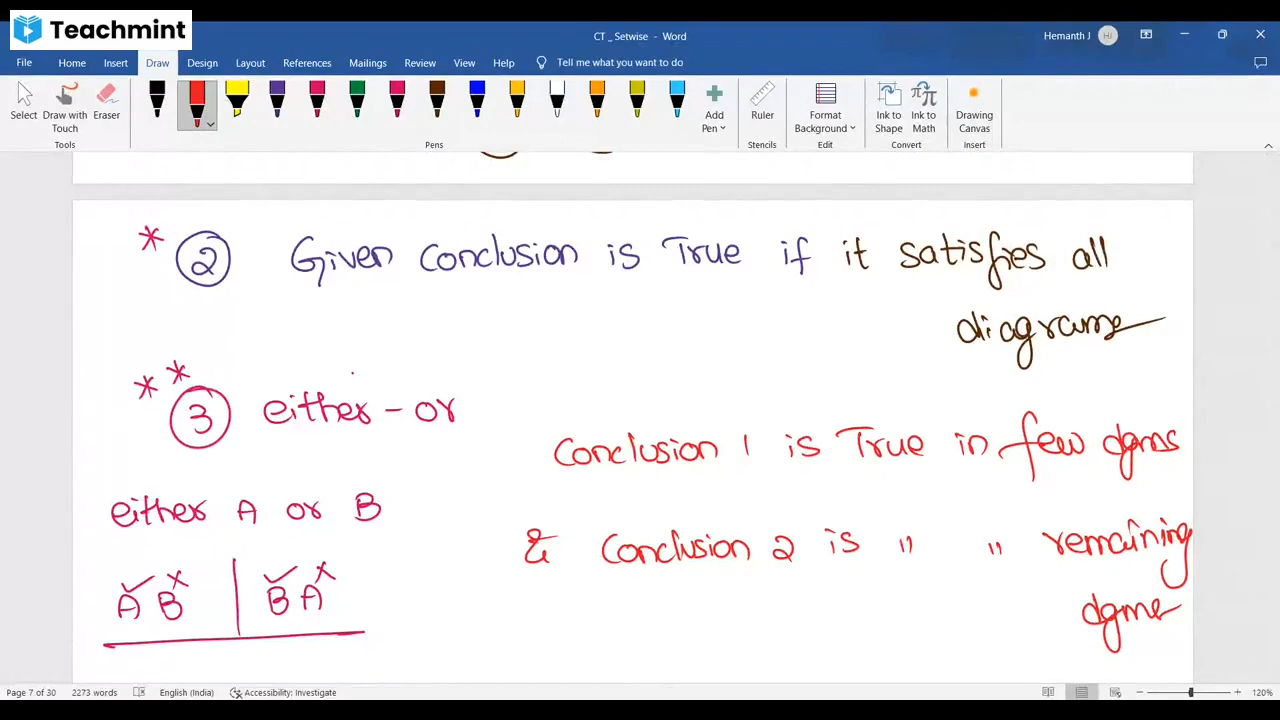 Teachmint
CT _ Setwise - Word
Hemanth J
HJ
File Home Insert Draw Design Layout References Mailings Review View Help Tell me what you want to do
Select Draw with Touch Eraser Add Pen Ruler Format Background Ink to Shape Ink to Math Drawing Canvas
Tools Pens Stencils Edit Convert Insert
* 2 Given conclusion is True if it satisfies all
diagrams
** 3 either - or
Conclusion 1 is True in few dgms
either A or B
& Conclusion 2 is " " remaining
dgms
A ✓ B × | B ✓ A ×
Page 7 of 30 2273 words English (India) Accessibility: Investigate 120%